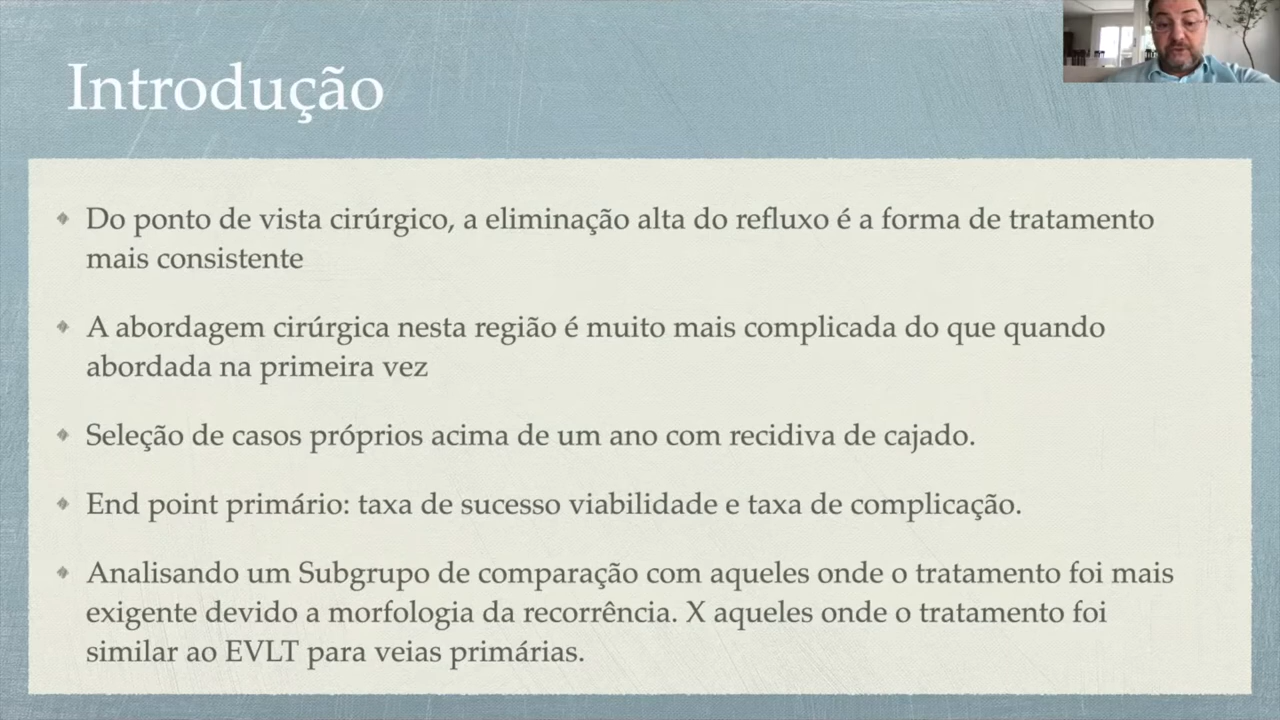 Introdução
Do ponto de vista cirúrgico, a eliminação alta do refluxo é a forma de tratamento
mais consistente
A abordagem cirúrgica nesta região é muito mais complicada do que quando
abordada na primeira vez
Seleção de casos próprios acima de um ano com recidiva de cajado.
End point primário: taxa de sucesso viabilidade e taxa de complicação.
Analisando um Subgrupo de comparação com aqueles onde o tratamento foi mais
exigente devido a morfologia da recorrência. X aqueles onde o tratamento foi
similar ao EVLT para veias primárias.